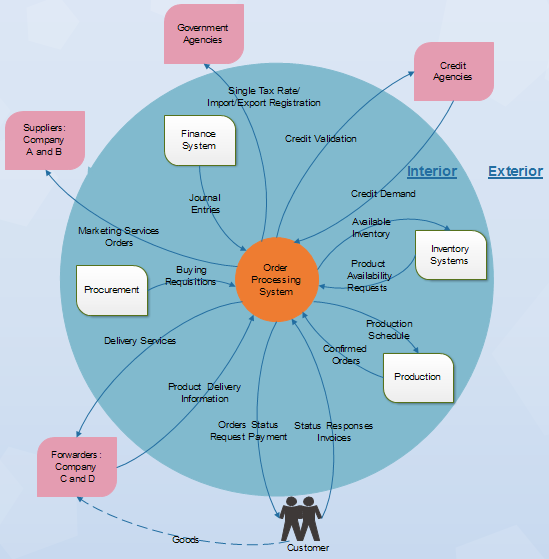 Government
Agencies
Credit
Agencies
Single Tax Rate/
Import/Export Registration
Suppliers:
Company
A and B
Finance
System
Credit Validation
Interior
Exterior
Journal
Entries
Credit Demand
Marketing Services
Orders
Available
Inventory
Inventory
Systems
Order
Processing
System
Procurement
Buying
Requisitions
Product
Availability
Requests
Delivery Services
Production
Schedule
Confirmed
Orders
Production
Product Delivery
Information
Orders Status
Request Payment
Status Responses
Invoices
Forwarders:
Company
C and D
Goods
Customer